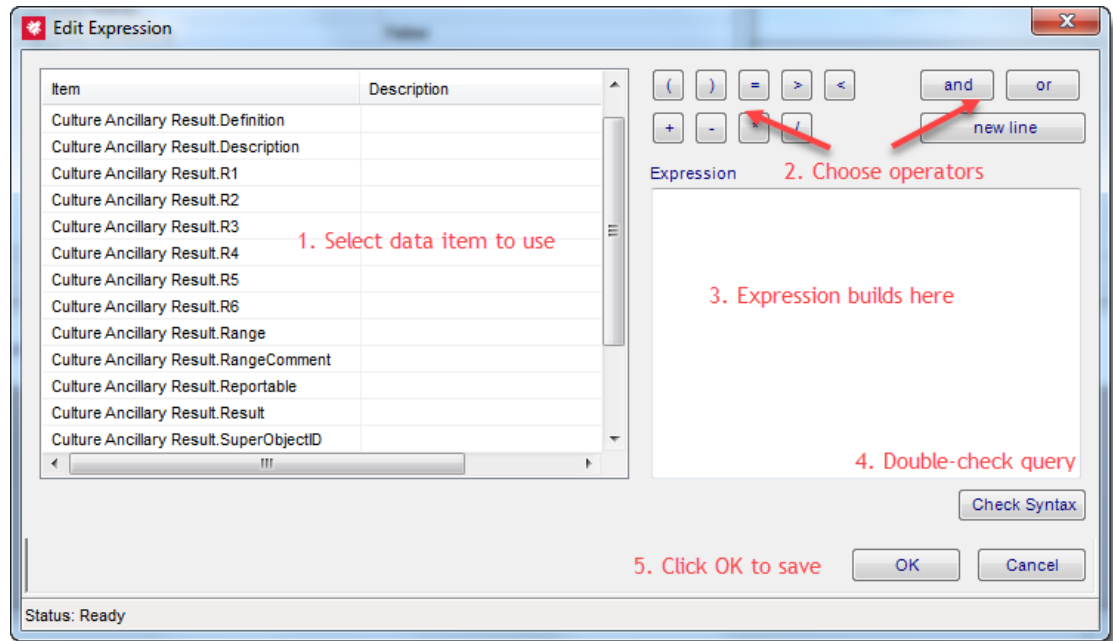 Edit Expression
Item Description
Culture Ancillary Result.Definition
Culture Ancillary Result.Description
Culture Ancillary Result.R1
Culture Ancillary Result.R2
Culture Ancillary Result.R3
Culture Ancillary Result.R4
Culture Ancillary Result.R5
Culture Ancillary Result.R6
Culture Ancillary Result.Range
Culture Ancillary Result.RangeComment
Culture Ancillary Result.Reportable
Culture Ancillary Result.Result
Culture Ancillary Result.SuperObjectID
1. Select data item to use
( ) = > < and or
+ - * / new line
2. Choose operators
Expression
3. Expression builds here
4. Double-check query
Check Syntax
5. Click OK to save
OK Cancel
Status: Ready